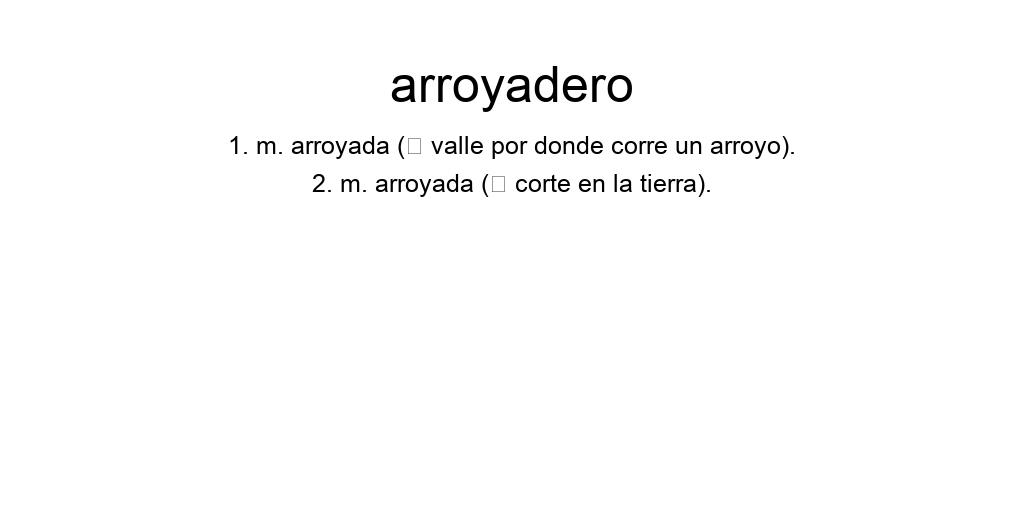 arroyadero
1. m. arroyada (□ valle por donde corre un arroyo).
2. m. arroyada (□ corte en la tierra).